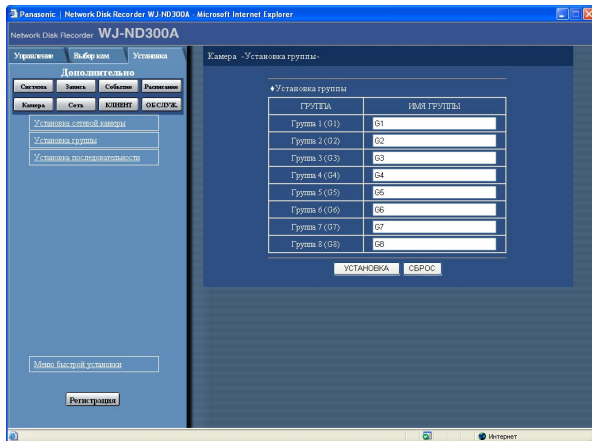 Panasonic | Network Disk Recorder WJ-ND300A - Microsoft Internet Explorer
Network Disk Recorder WJ-ND300A
Управление Выбор кам Установка
Дополнительно
Система Запись Событие Расписание
Камера Сеть КЛИЕНТ ОБСЛУЖ.
Установка сетевой камеры
Установка группы
Установка последовательности
Меню быстрой установки
Регистрация
Камера -Установка группы-
♦Установка группы
ГРУППА ИМЯ ГРУППЫ
Группа 1 (G1) G1
Группа 2 (G2) G2
Группа 3 (G3) G3
Группа 4 (G4) G4
Группа 5 (G5) G5
Группа 6 (G6) G6
Группа 7 (G7) G7
Группа 8 (G8) G8
УСТАНОВКА СБРОС
Интернет